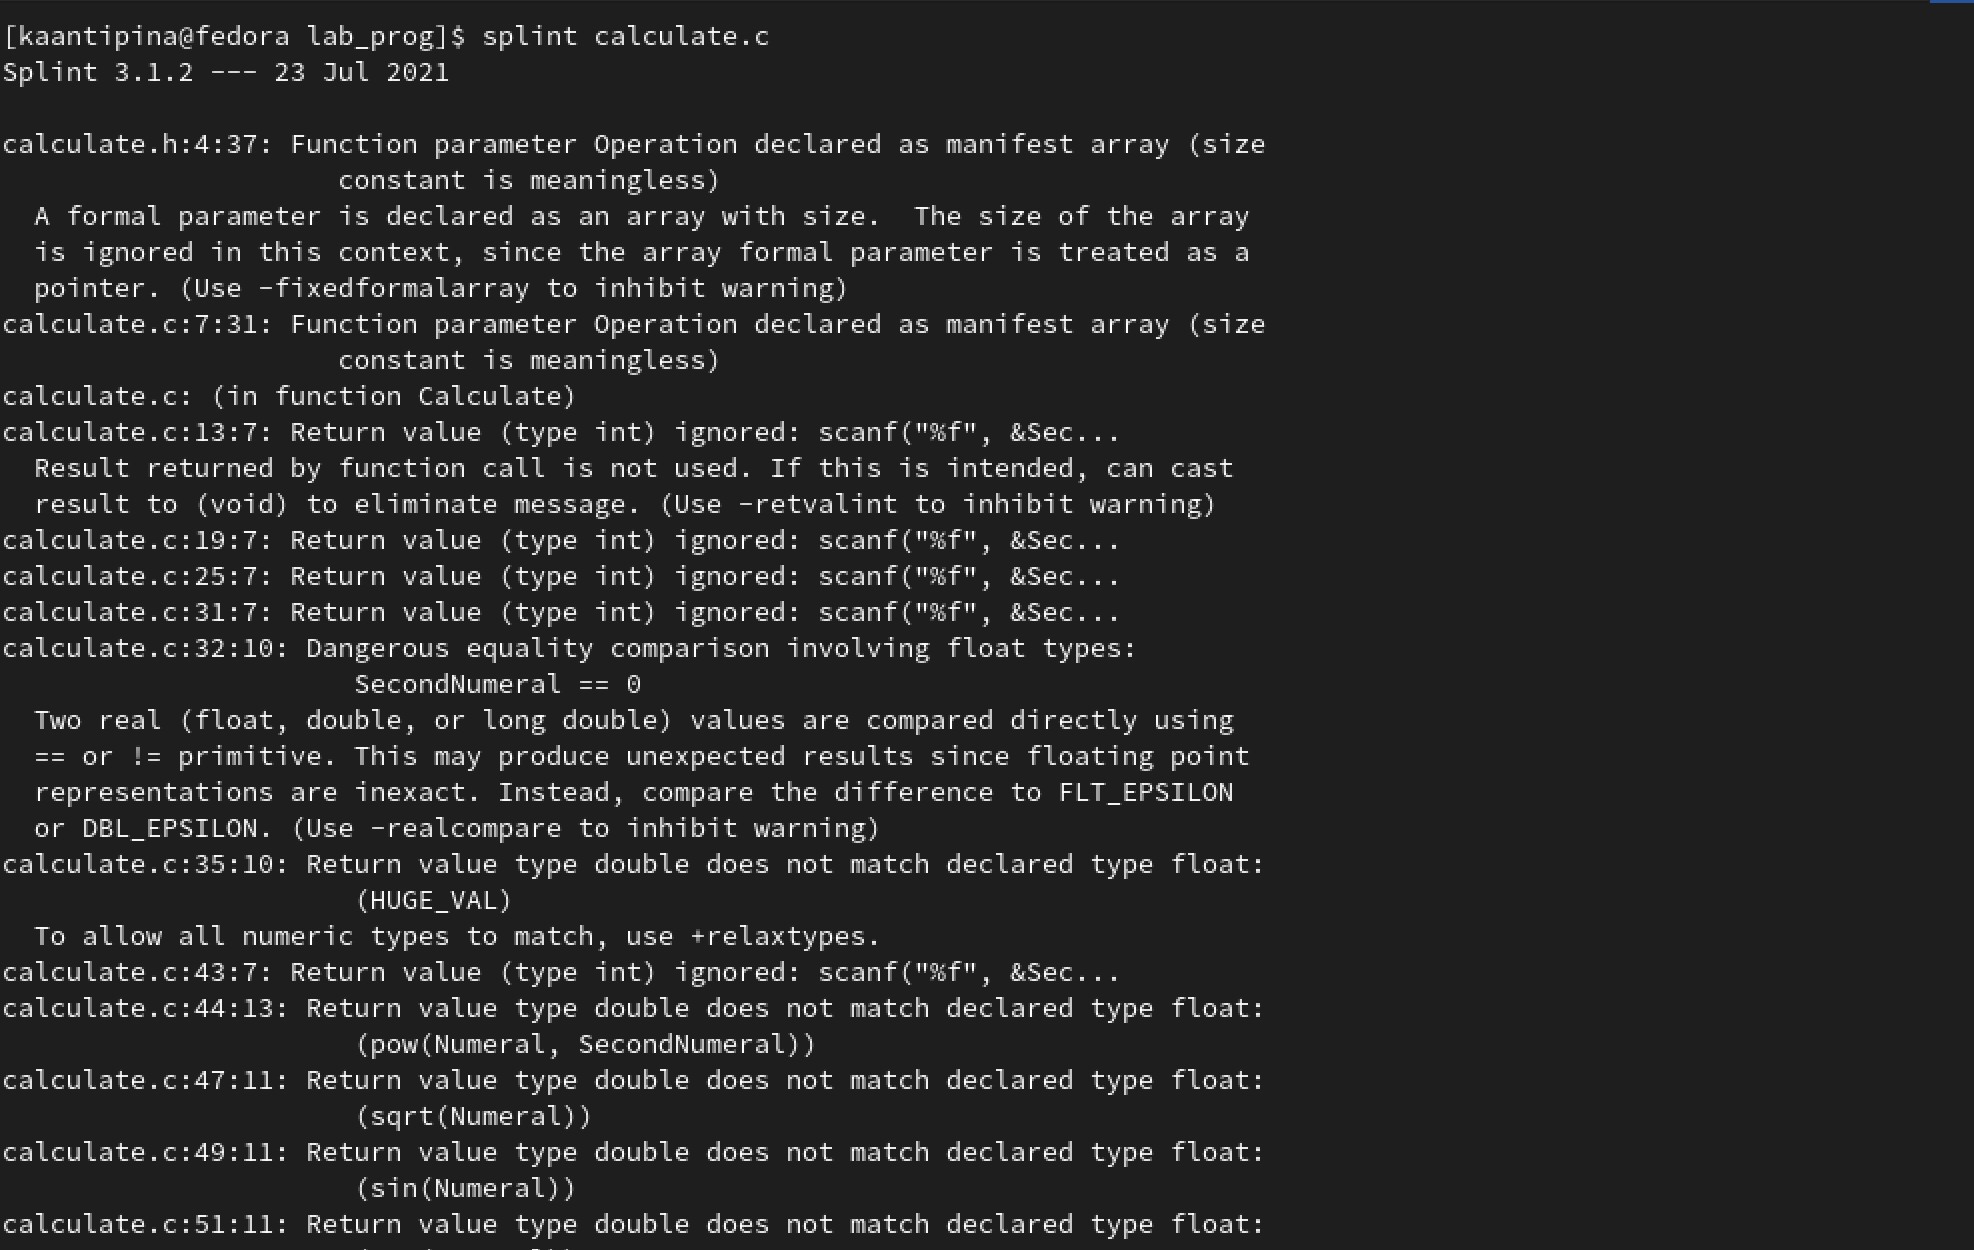 [kaantipina@fedora lab_prog]$ splint calculate.c
Splint 3.1.2 --- 23 Jul 2021
calculate.h:4:37: Function parameter Operation declared as manifest array (size
constant is meaningless)
A formal parameter is declared as an array with size.  The size of the array
is ignored in this context, since the array formal parameter is treated as a
pointer. (Use -fixedformalarray to inhibit warning)
calculate.c:7:31: Function parameter Operation declared as manifest array (size
constant is meaningless)
calculate.c: (in function Calculate)
calculate.c:13:7: Return value (type int) ignored: scanf("%f", &Sec...
Result returned by function call is not used. If this is intended, can cast
result to (void) to eliminate message. (Use -retvalint to inhibit warning)
calculate.c:19:7: Return value (type int) ignored: scanf("%f", &Sec...
calculate.c:25:7: Return value (type int) ignored: scanf("%f", &Sec...
calculate.c:31:7: Return value (type int) ignored: scanf("%f", &Sec...
calculate.c:32:10: Dangerous equality comparison involving float types:
SecondNumeral == 0
Two real (float, double, or long double) values are compared directly using
== or != primitive. This may produce unexpected results since floating point
representations are inexact. Instead, compare the difference to FLT_EPSILON
or DBL_EPSILON. (Use -realcompare to inhibit warning)
calculate.c:35:10: Return value type double does not match declared type float:
(HUGE_VAL)
To allow all numeric types to match, use +relaxtypes.
calculate.c:43:7: Return value (type int) ignored: scanf("%f", &Sec...
calculate.c:44:13: Return value type double does not match declared type float:
(pow(Numeral, SecondNumeral))
calculate.c:47:11: Return value type double does not match declared type float:
(sqrt(Numeral))
calculate.c:49:11: Return value type double does not match declared type float:
(sin(Numeral))
calculate.c:51:11: Return value type double does not match declared type float: